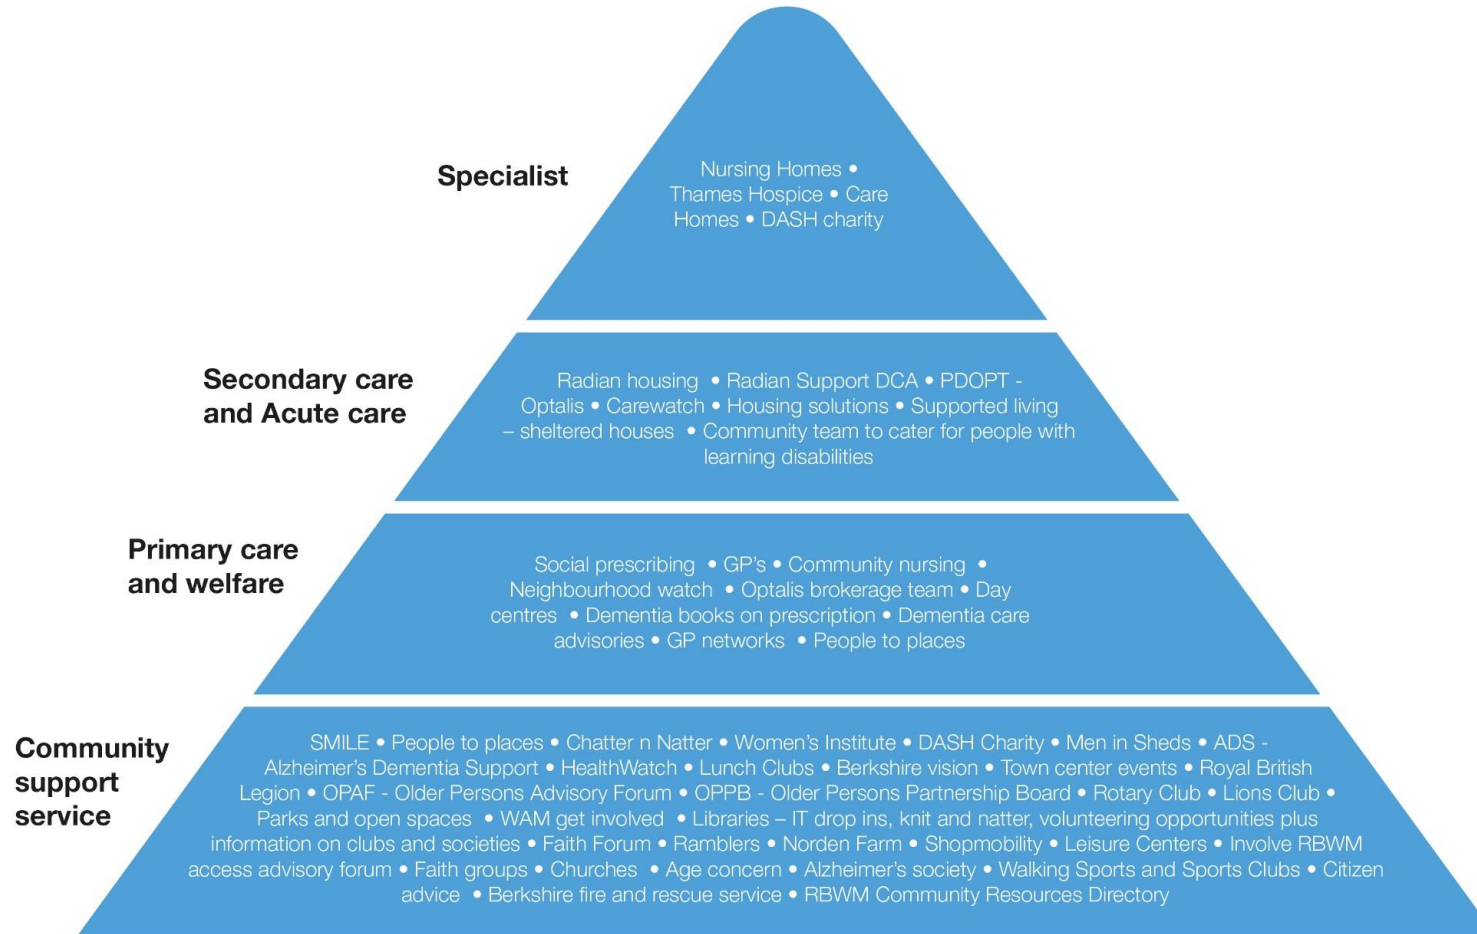 Specialist
Nursing Homes •
Thames Hospice • Care
Homes • DASH charity
Secondary care
and Acute care
Radian housing • Radian Support DCA • PDOPT -
Optalis • Carewatch • Housing solutions • Supported living
– sheltered houses • Community team to cater for people with
learning disabilities
Primary care
and welfare
Social prescribing • GP’s • Community nursing •
Neighbourhood watch • Optalis brokerage team • Day
centres • Dementia books on prescription • Dementia care
advisories • GP networks • People to places
Community
support
service
SMILE • People to places • Chatter n Natter • Women’s Institute • DASH Charity • Men in Sheds • ADS -
Alzheimer’s Dementia Support • HealthWatch • Lunch Clubs • Berkshire vision • Town center events • Royal British
Legion • OPAF - Older Persons Advisory Forum • OPPB - Older Persons Partnership Board • Rotary Club • Lions Club •
Parks and open spaces • WAM get involved • Libraries – IT drop ins, knit and natter, volunteering opportunities plus
information on clubs and societies • Faith Forum • Ramblers • Norden Farm • Shopmobility • Leisure Centers • Involve RBWM
access advisory forum • Faith groups • Churches • Age concern • Alzheimer’s society • Walking Sports and Sports Clubs • Citizen
advice • Berkshire fire and rescue service • RBWM Community Resources Directory